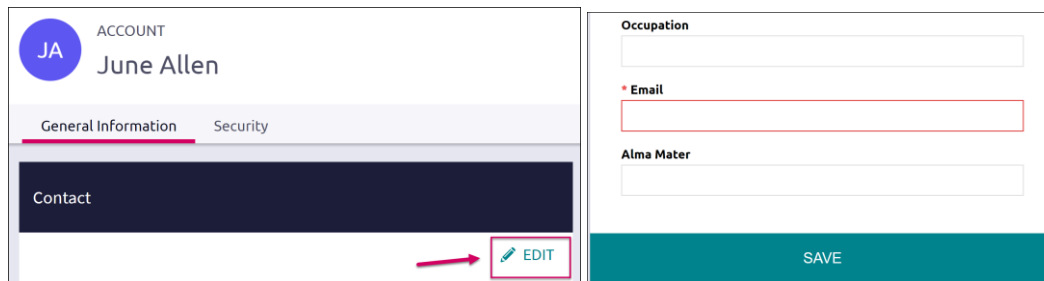 JA
ACCOUNT
June Allen
General Information Security
Contact
EDIT
Occupation
* Email
Alma Mater
SAVE